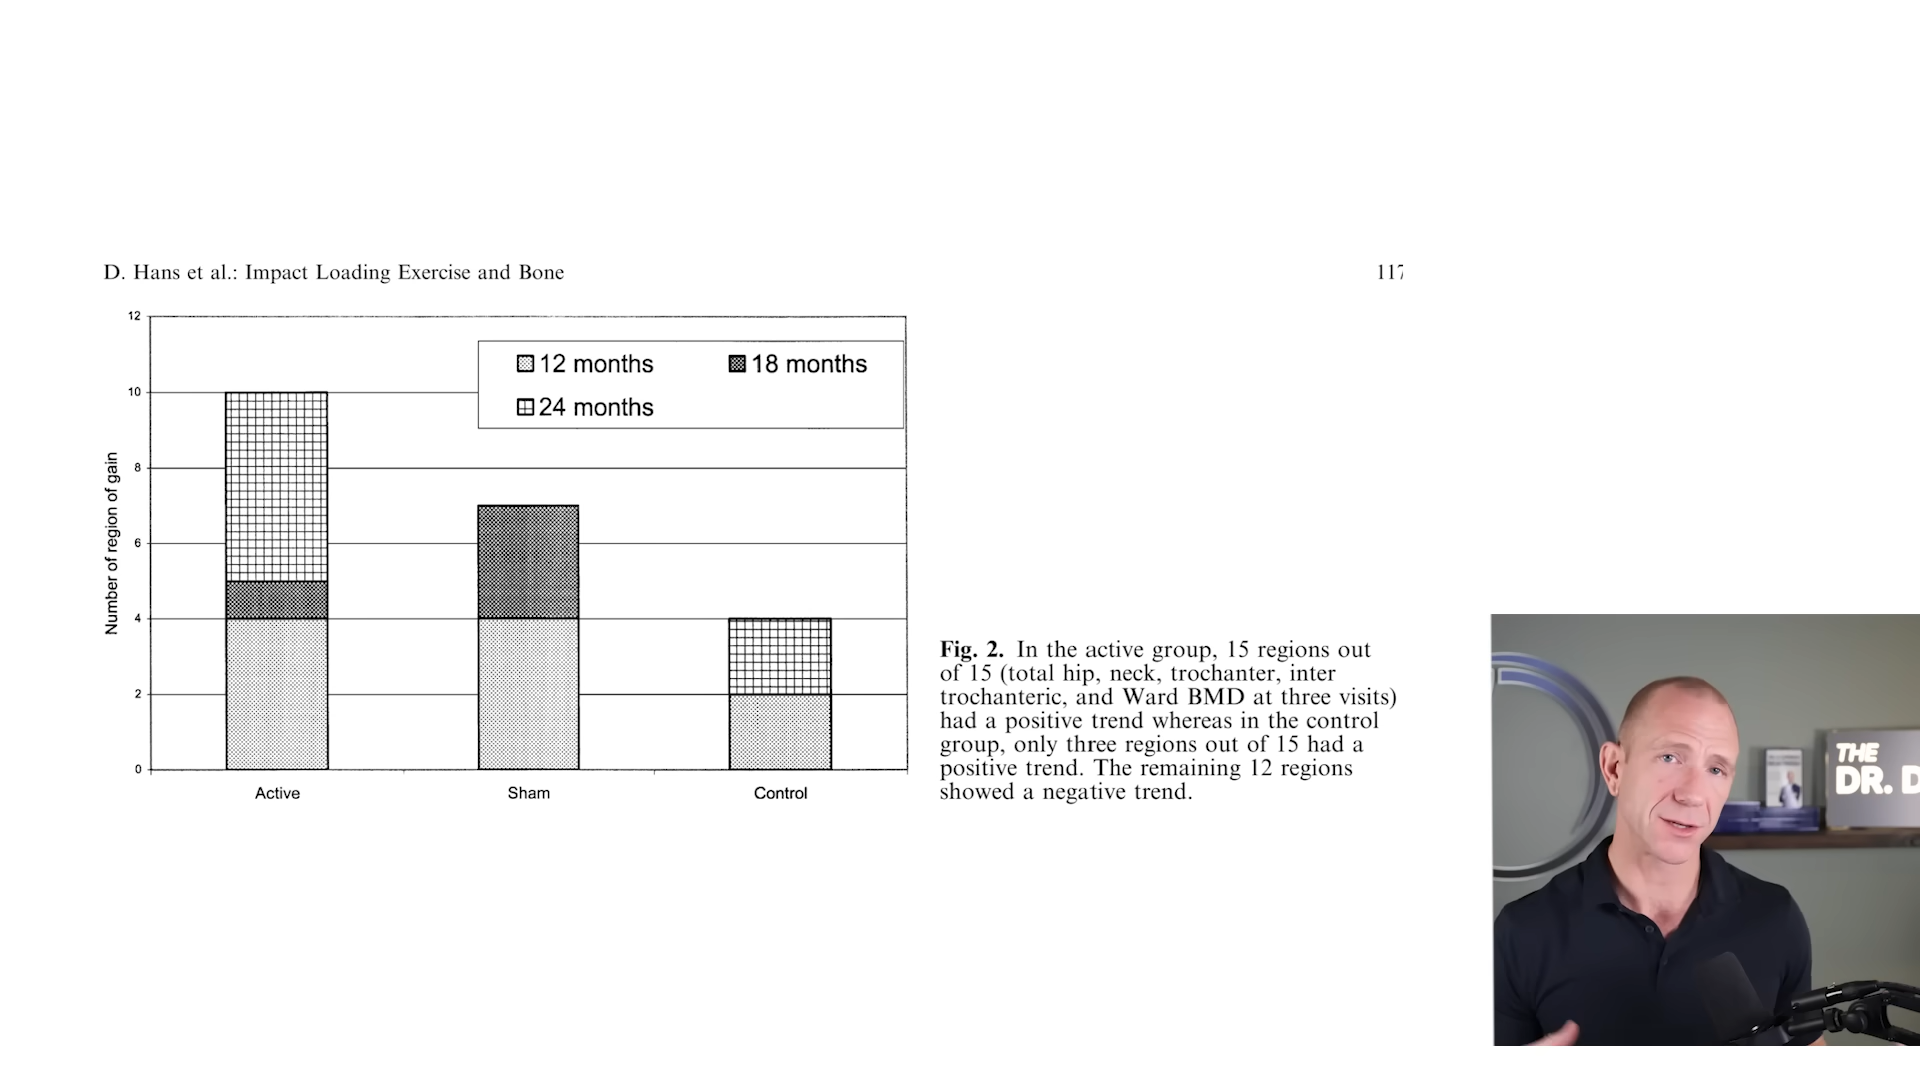 D. Hans et al.: Impact Loading Exercise and Bone
117
12
10
8
6
4
2
0
Number of region of gain
12 months
18 months
24 months
Active
Sham
Control
Fig. 2. In the active group, 15 regions out
of 15 (total hip, neck, trochanter, inter
trochanteric, and Ward BMD at three visits)
had a positive trend whereas in the control
group, only three regions out of 15 had a
positive trend. The remaining 12 regions
showed a negative trend.
THE
DR. D